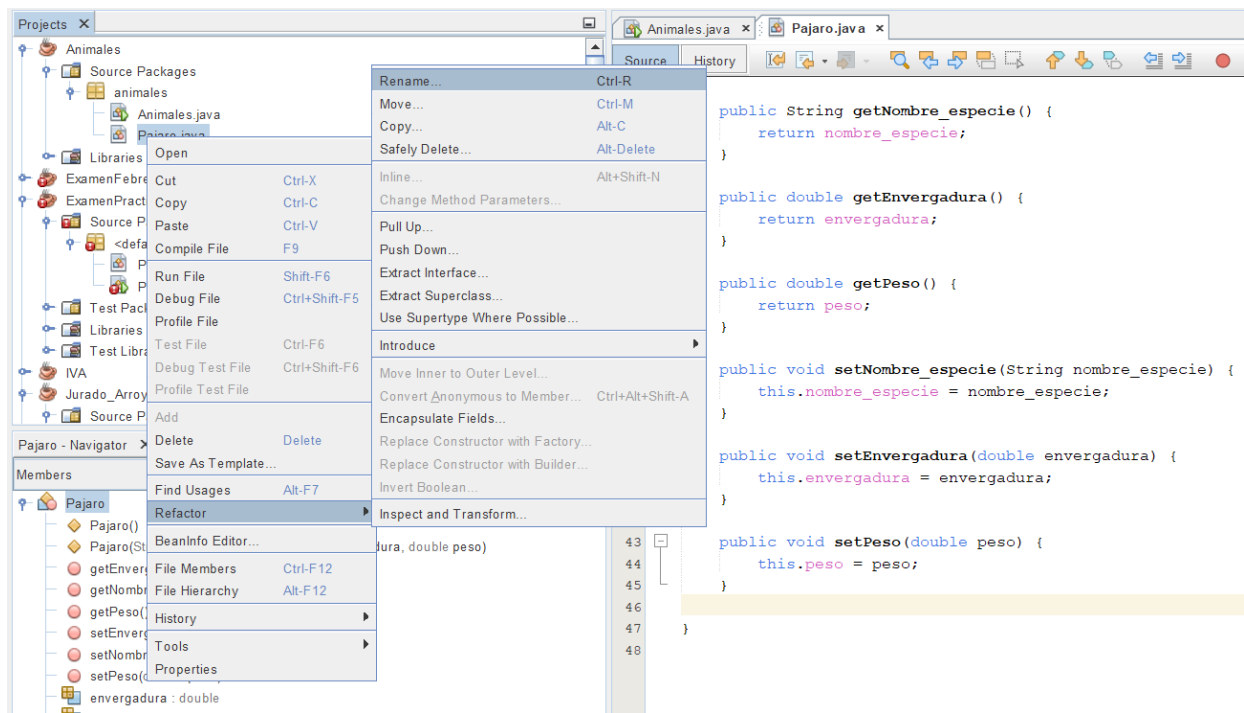 Projects
Animales
Source Packages
animales
Animales.java
Pajaro.java
Libraries
ExamenFebre
ExamenPract
Source P
<defa
P
P
Test Pack
Libraries
Test Libra
IVA
Jurado_Arroy
Source P
Pajaro - Navigator
Members
Pajaro
Pajaro()
Pajaro(St
dura, double peso)
getEnverg
getNombr
getPeso()
setEnverg
setNombr
setPeso(d
envergadura : double
Open
Cut Ctrl-X
Copy Ctrl-C
Paste Ctrl-V
Compile File F9
Run File Shift-F6
Debug File Ctrl+Shift-F5
Profile File
Test File Ctrl-F6
Debug Test File Ctrl+Shift-F6
Profile Test File
Add
Delete Delete
Save As Template...
Find Usages Alt-F7
Refactor
BeanInfo Editor...
File Members Ctrl-F12
File Hierarchy Alt-F12
History
Tools
Properties
Rename... Ctrl-R
Move... Ctrl-M
Copy... Alt-C
Safely Delete... Alt-Delete
Inline... Alt+Shift-N
Change Method Parameters...
Pull Up...
Push Down...
Extract Interface...
Extract Superclass...
Use Supertype Where Possible...
Introduce
Move Inner to Outer Level...
Convert Anonymous to Member... Ctrl+Alt+Shift-A
Encapsulate Fields...
Replace Constructor with Factory...
Replace Constructor with Builder...
Invert Boolean...
Inspect and Transform...
Animales.java Pajaro.java
Source History
public String getNombre_especie() {
return nombre_especie;
}
public double getEnvergadura() {
return envergadura;
}
public double getPeso() {
return peso;
}
public void setNombre_especie(String nombre_especie) {
this.nombre_especie = nombre_especie;
}
public void setEnvergadura(double envergadura) {
this.envergadura = envergadura;
}
43 public void setPeso(double peso) {
44 this.peso = peso;
45 }
46
47 }
48